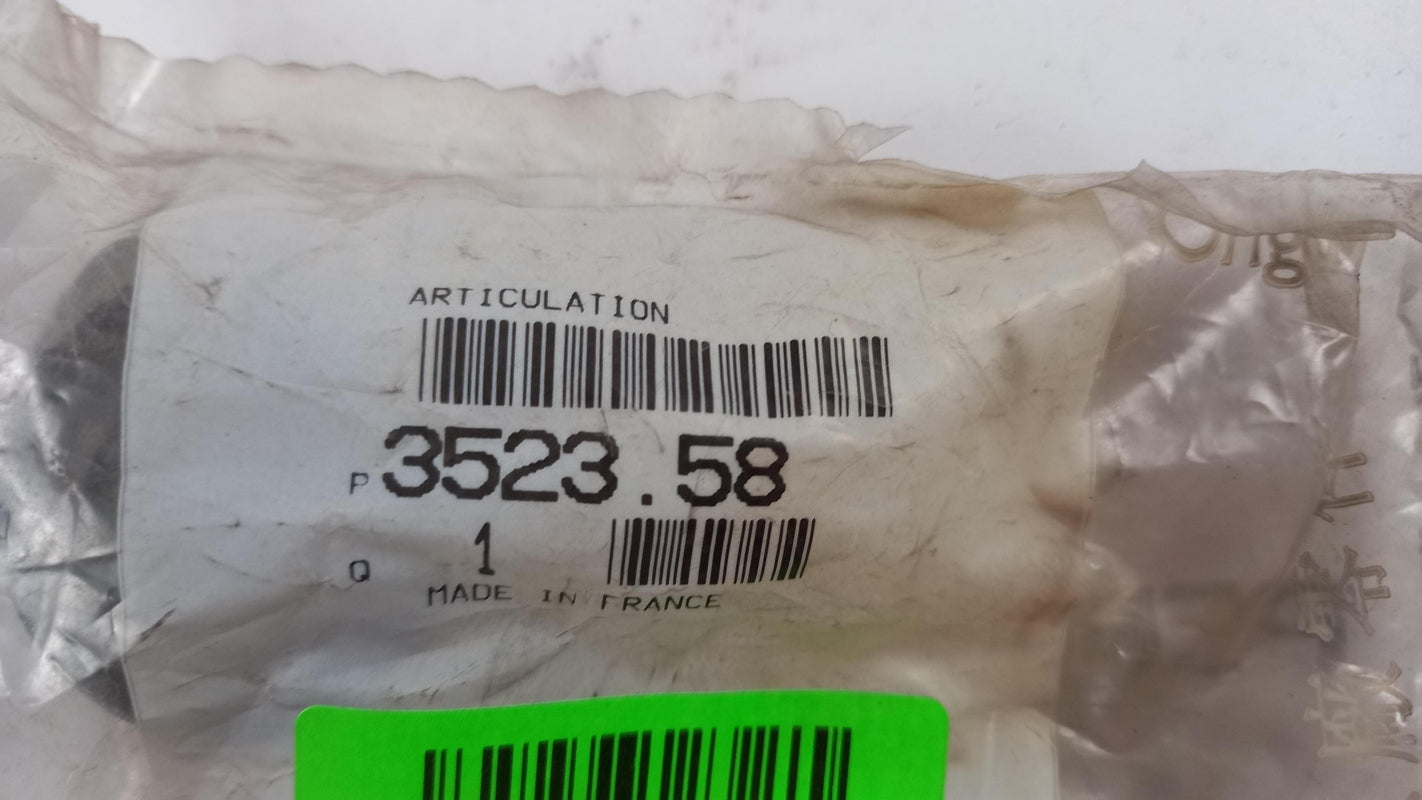 ARTICULATION
P 3523.58
Q 1
MADE IN FRANCE